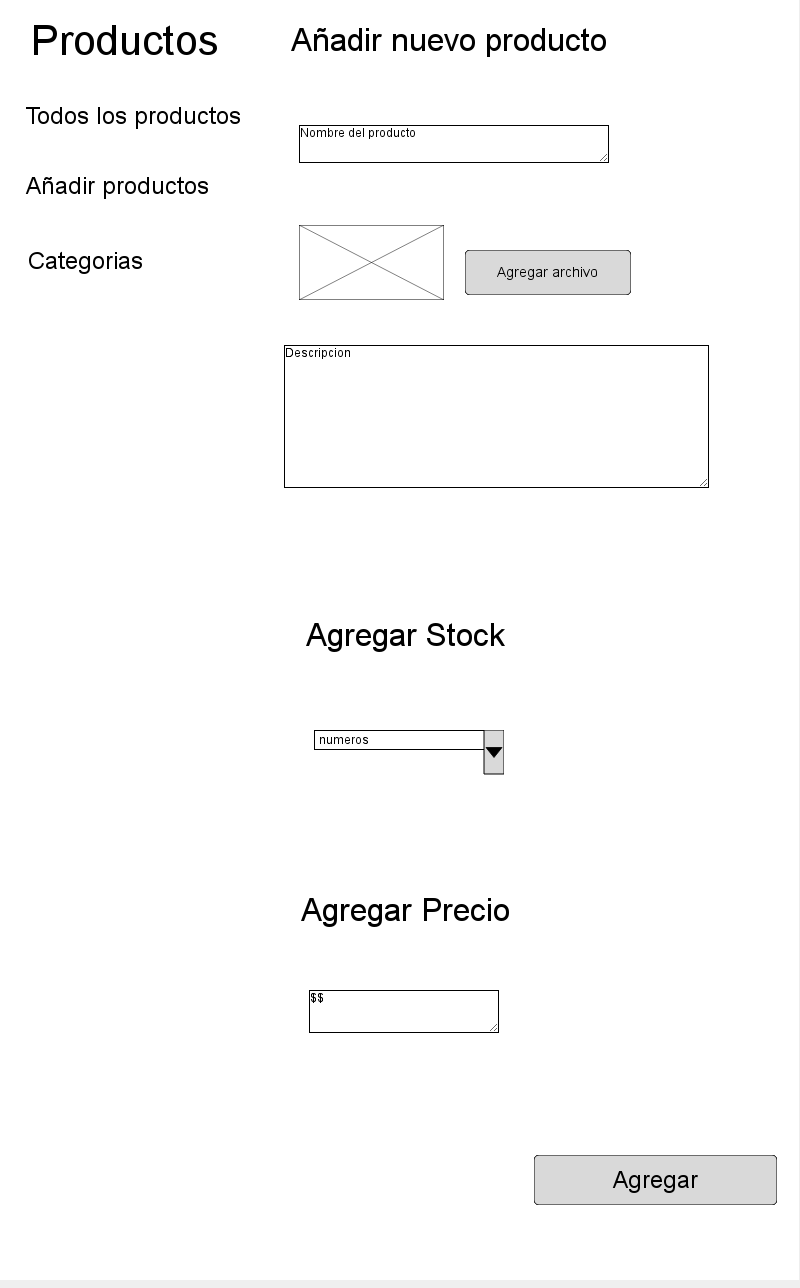 Productos
Todos los productos
Añadir productos
Categorias
Añadir nuevo producto
Nombre del producto
Agregar archivo
Descripcion
Agregar Stock
numeros
Agregar Precio
$$
Agregar